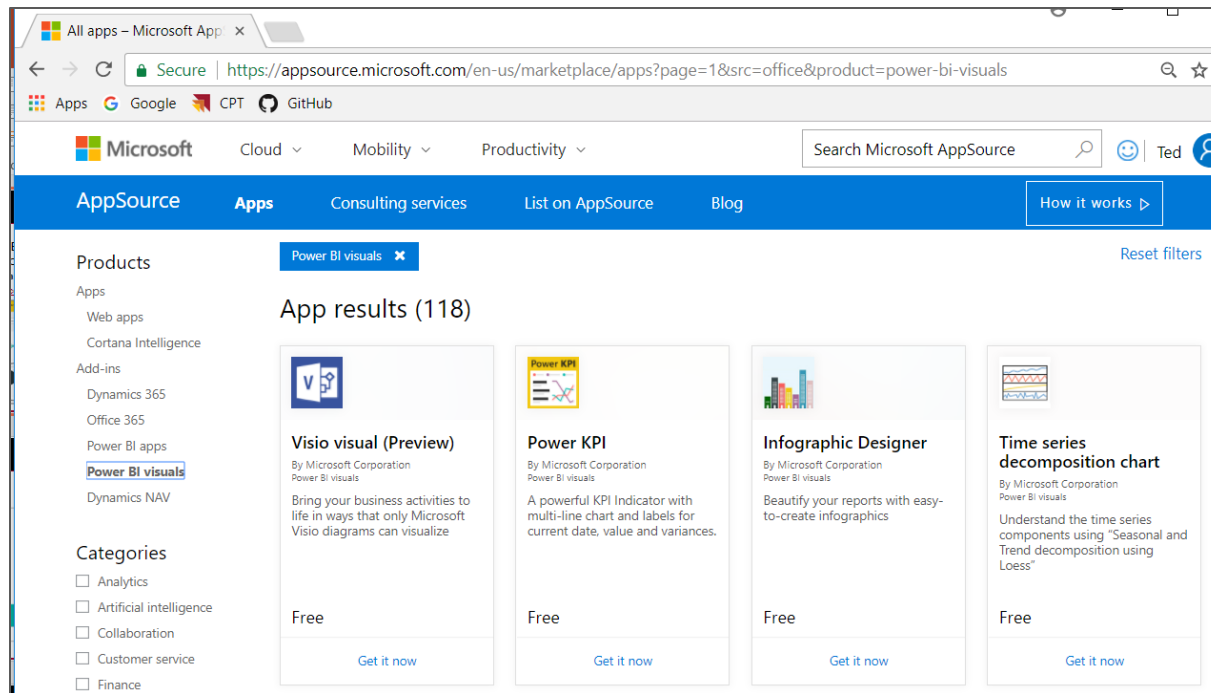 All apps – Microsoft App
Secure | https://appsource.microsoft.com/en-us/marketplace/apps?page=1&src=office&product=power-bi-visuals
Apps Google CPT GitHub
Microsoft Cloud Mobility Productivity Search Microsoft AppSource Ted
AppSource Apps Consulting services List on AppSource Blog How it works
Products
Apps
Web apps
Cortana Intelligence
Add-ins
Dynamics 365
Office 365
Power BI apps
Power BI visuals
Dynamics NAV
Categories
Analytics
Artificial intelligence
Collaboration
Customer service
Finance
Power BI visuals
Reset filters
App results (118)
Visio visual (Preview)
By Microsoft Corporation
Power BI visuals
Bring your business activities to
life in ways that only Microsoft
Visio diagrams can visualize
Free
Get it now
Power KPI
Power KPI
By Microsoft Corporation
Power BI visuals
A powerful KPI Indicator with
multi-line chart and labels for
current date, value and variances.
Free
Get it now
Infographic Designer
By Microsoft Corporation
Power BI visuals
Beautify your reports with easy-
to-create infographics
Free
Get it now
Time series
decomposition chart
By Microsoft Corporation
Power BI visuals
Understand the time series
components using “Seasonal and
Trend decomposition using
Loess”
Free
Get it now